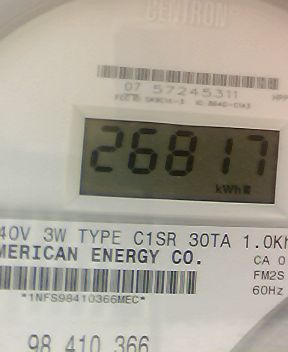 CENTRON
07 57245311
26817
kWh
40V 3W TYPE C1SR 30TA 1.0Kh
CA 0
MERICAN ENERGY CO.
FM2S
60Hz
*1NFS98410366MEC*
98 410 366